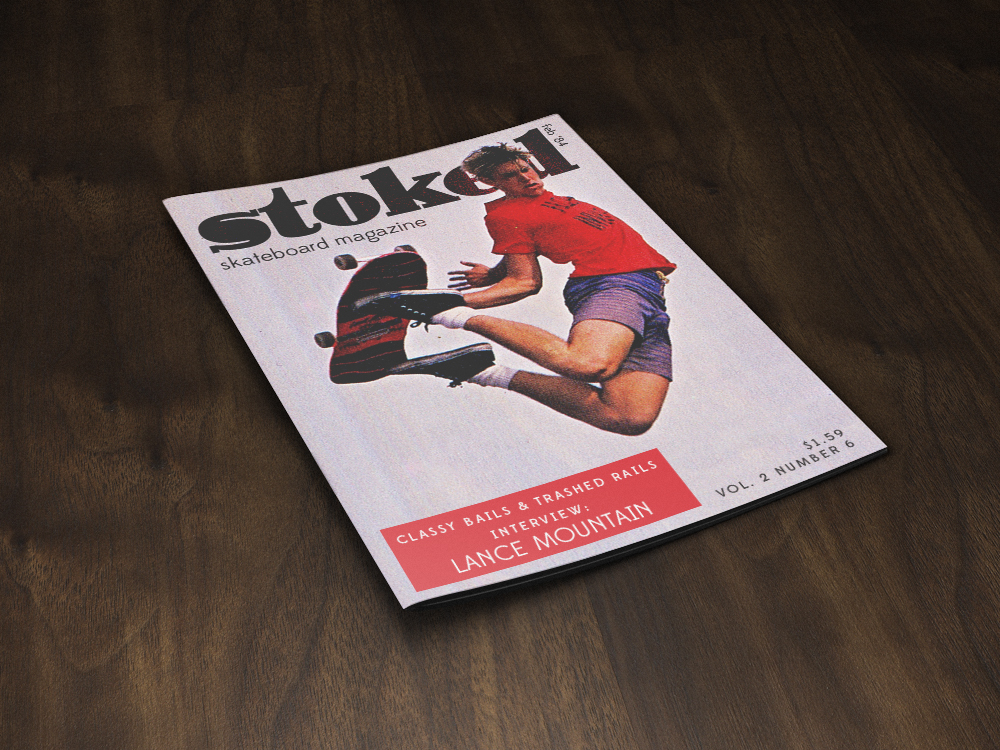 stoked
feb '84
skateboard magazine
$1.59
VOL. 2 NUMBER 6
CLASSY BAILS & TRASHED RAILS
INTERVIEW:
LANCE MOUNTAIN